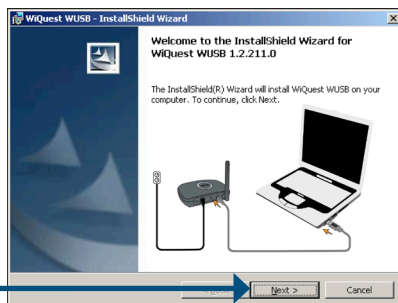 WiQuest WUSB - InstallShield Wizard
Welcome to the InstallShield Wizard for
WiQuest WUSB 1.2.211.0
The InstallShield(R) Wizard will install WiQuest WUSB on your
computer. To continue, click Next.
Next >
Cancel